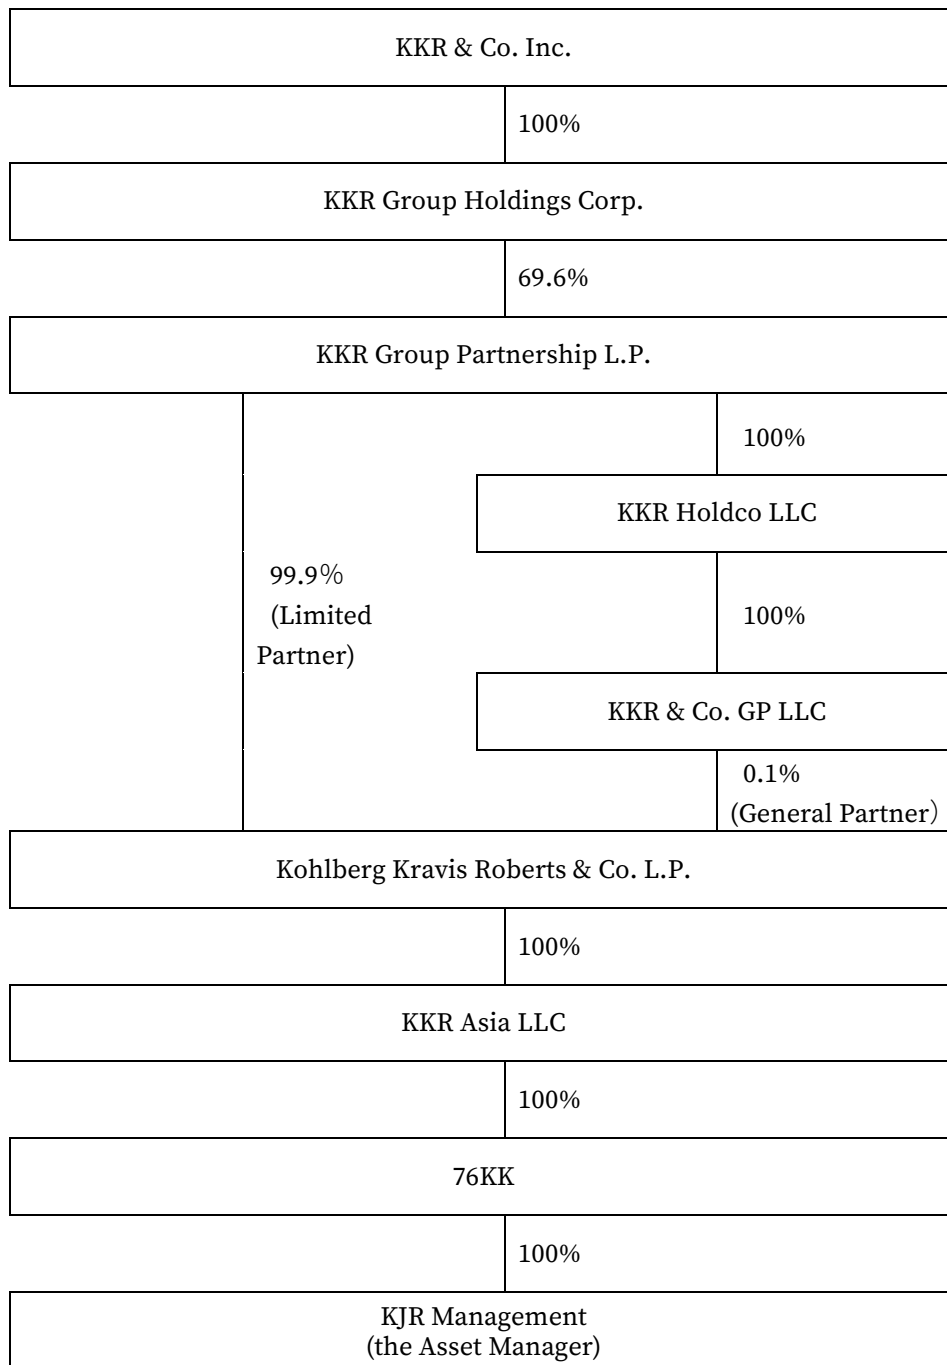 KKR & Co. Inc.
100%
KKR Group Holdings Corp.
69.6%
KKR Group Partnership L.P.
100%
KKR Holdco LLC
99.9％
(Limited
Partner)
100%
KKR & Co. GP LLC
0.1%
(General Partner）
Kohlberg Kravis Roberts & Co. L.P.
100%
KKR Asia LLC
100%
76KK
100%
KJR Management
(the Asset Manager)